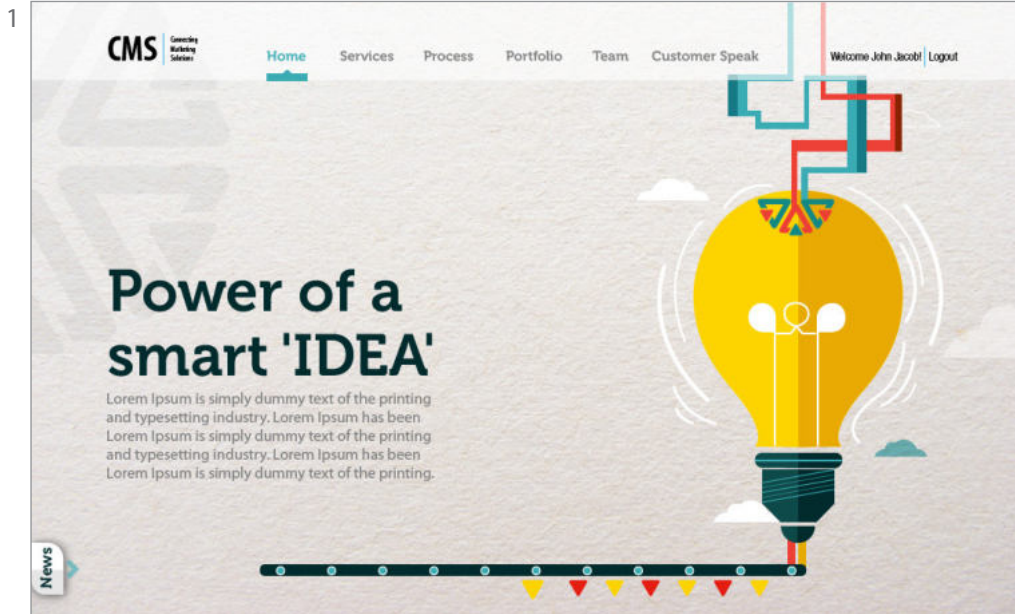 1
CMS
Connecting
Marketing
Solutions
Home Services Process Portfolio Team Customer Speak
Welcome John Jacob! Logout
Power of a
smart 'IDEA'
Lorem Ipsum is simply dummy text of the printing
and typesetting industry. Lorem Ipsum has been
Lorem Ipsum is simply dummy text of the printing
and typesetting industry. Lorem Ipsum has been
Lorem Ipsum is simply dummy text of the printing.
News